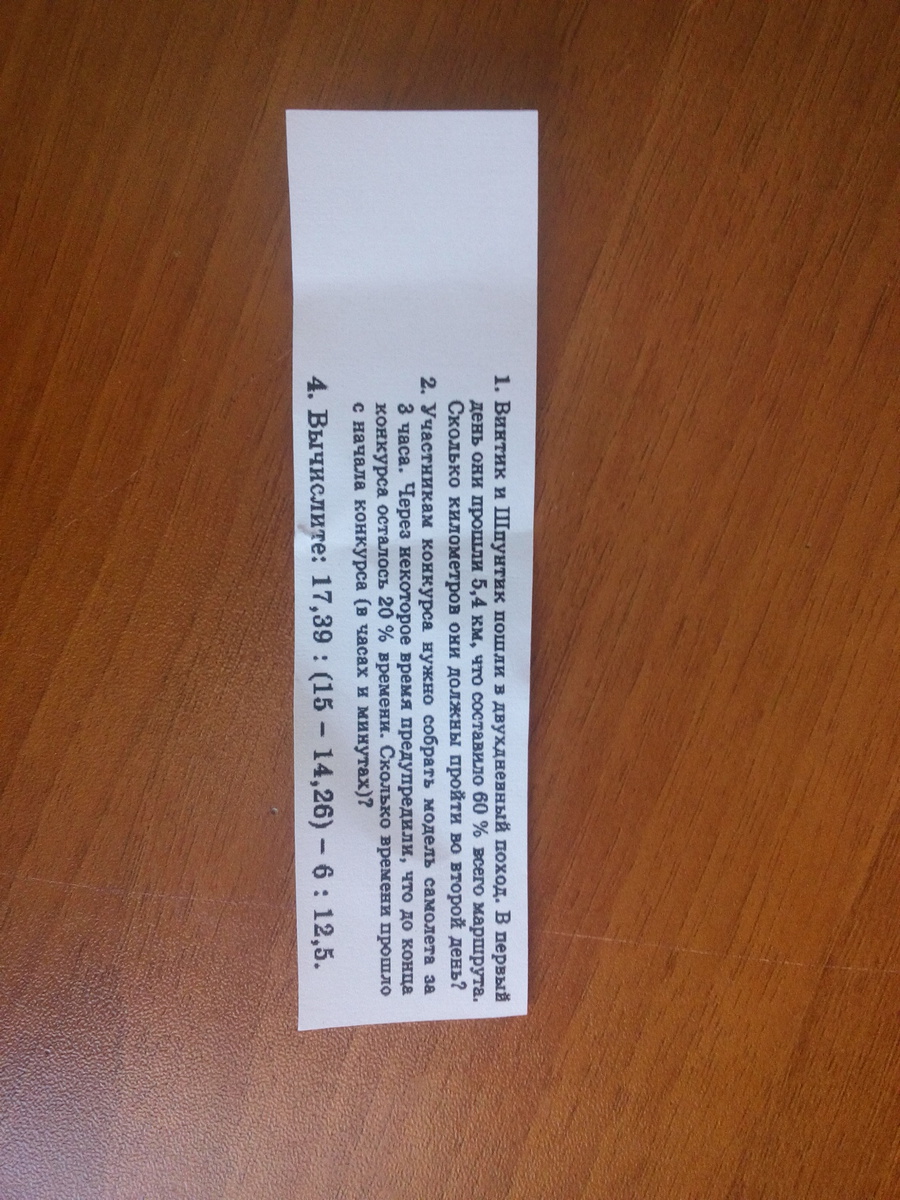 1. Винтик и Шпунтик пошли в двухдневный поход. В первый
день они прошли 5,4 км, что составило 60 % всего маршрута.
Сколько километров они должны пройти во второй день?
2. Участникам конкурса нужно собрать модель самолета за
3 часа. Через некоторое время предупредили, что до конца
конкурса осталось 20 % времени. Сколько времени прошло
с начала конкурса (в часах и минутах)?
4. Вычислите: 17,39 : (15 − 14,26) − 6 : 12,5.